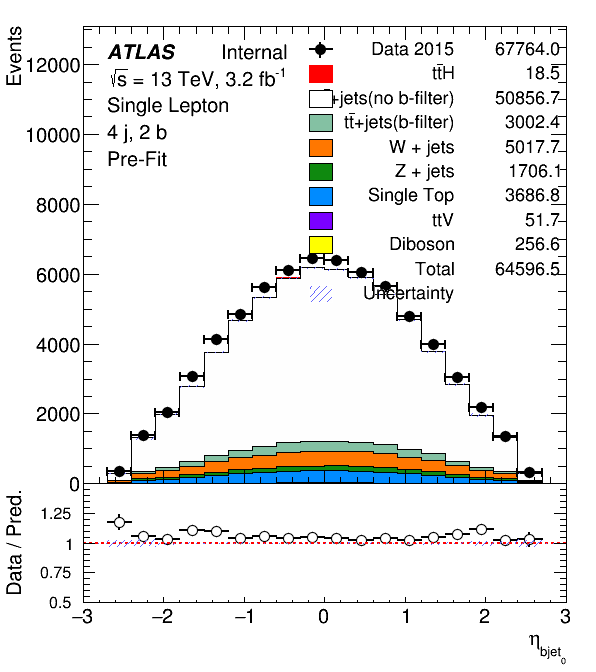 Events
12000
10000
8000
6000
4000
2000
0
ATLAS Internal
√s = 13 TeV, 3.2 fb⁻¹
Single Lepton
4 j, 2 b
Pre-Fit
Data 2015 67764.0
tt̄H 18.5
+jets(no b-filter) 50856.7
tt̄+jets(b-filter) 3002.4
W + jets 5017.7
Z + jets 1706.1
Single Top 3686.8
ttV 51.7
Diboson 256.6
Total 64596.5
Uncertainty
Data / Pred.
1.25
1
0.75
0.5
−3 −2 −1 0 1 2 3
η_bjet_0